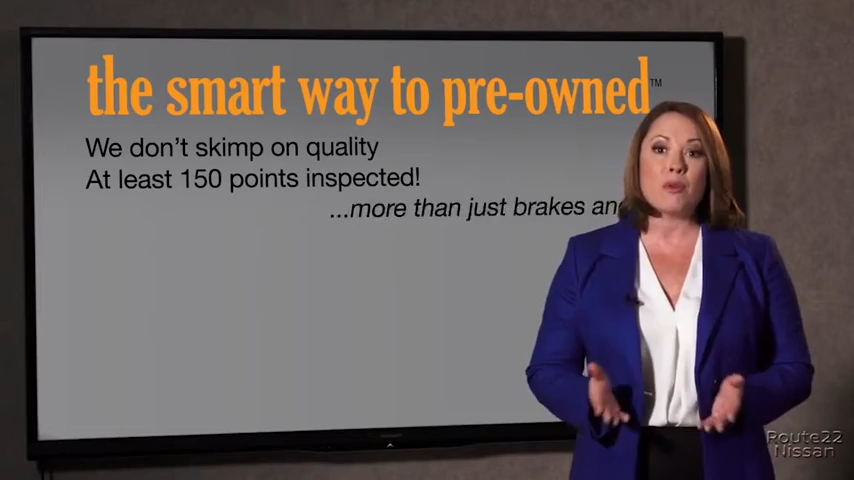 the smart way to pre-owned™
We don't skimp on quality
At least 150 points inspected!
...more than just brakes
Route22
Nissan